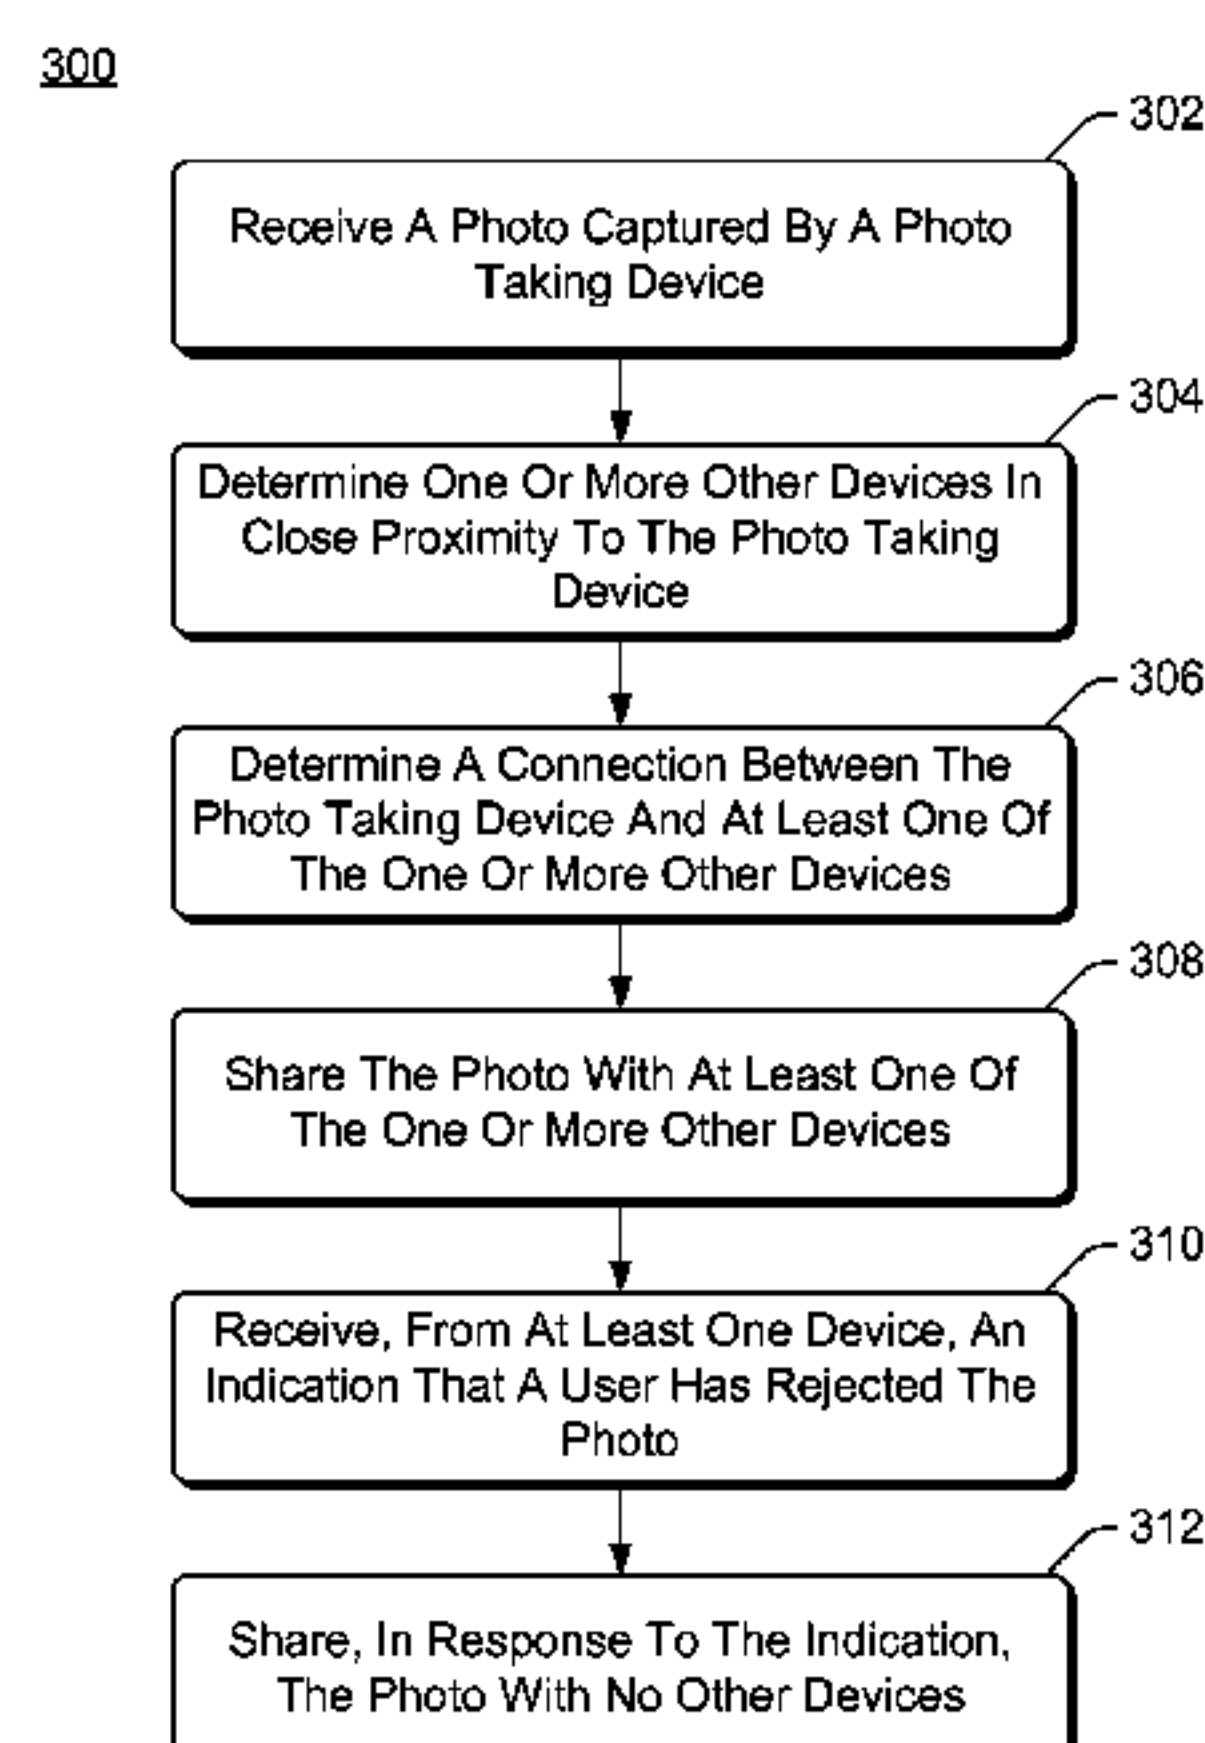 300
302
Receive A Photo Captured By A Photo
Taking Device
304
Determine One Or More Other Devices In
Close Proximity To The Photo Taking
Device
306
Determine A Connection Between The
Photo Taking Device And At Least One Of
The One Or More Other Devices
308
Share The Photo With At Least One Of
The One Or More Other Devices
310
Receive, From At Least One Device, An
Indication That A User Has Rejected The
Photo
312
Share, In Response To The Indication,
The Photo With No Other Devices